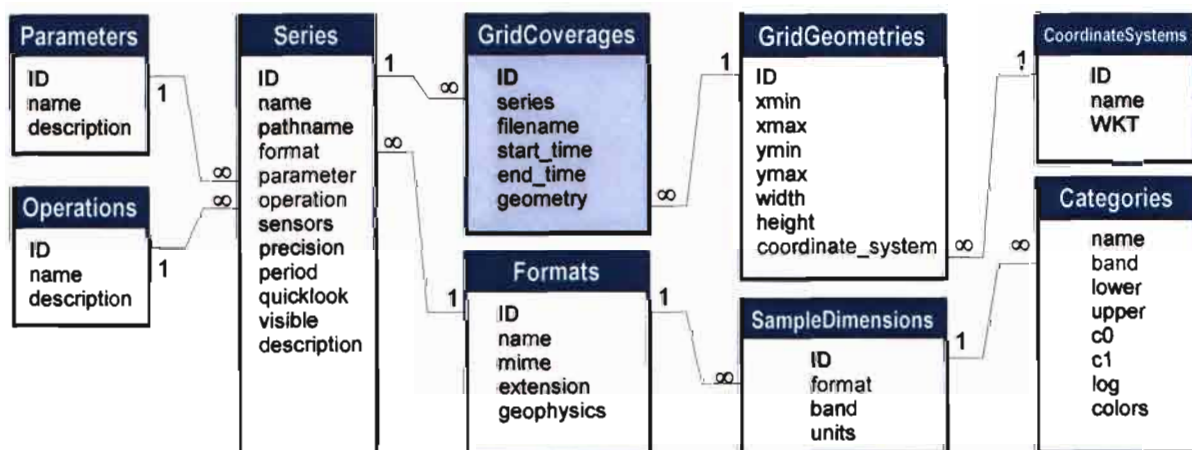 Parameters
ID
name
description
1
∞
Operations
ID
name
description
1
∞
Series
ID
name
pathname
format
parameter
operation
sensors
precision
period
quicklook
visible
description
1
∞
∞
1
GridCoverages
ID
series
filename
start_time
end_time
geometry
∞
1
Formats
ID
name
mime
extension
geophysics
1
∞
GridGeometries
ID
xmin
xmax
ymin
ymax
width
height
coordinate_system
∞
1
SampleDimensions
ID
format
band
units
1
∞
CoordinateSystems
ID
name
WKT
Categories
name
band
lower
upper
c0
c1
log
colors